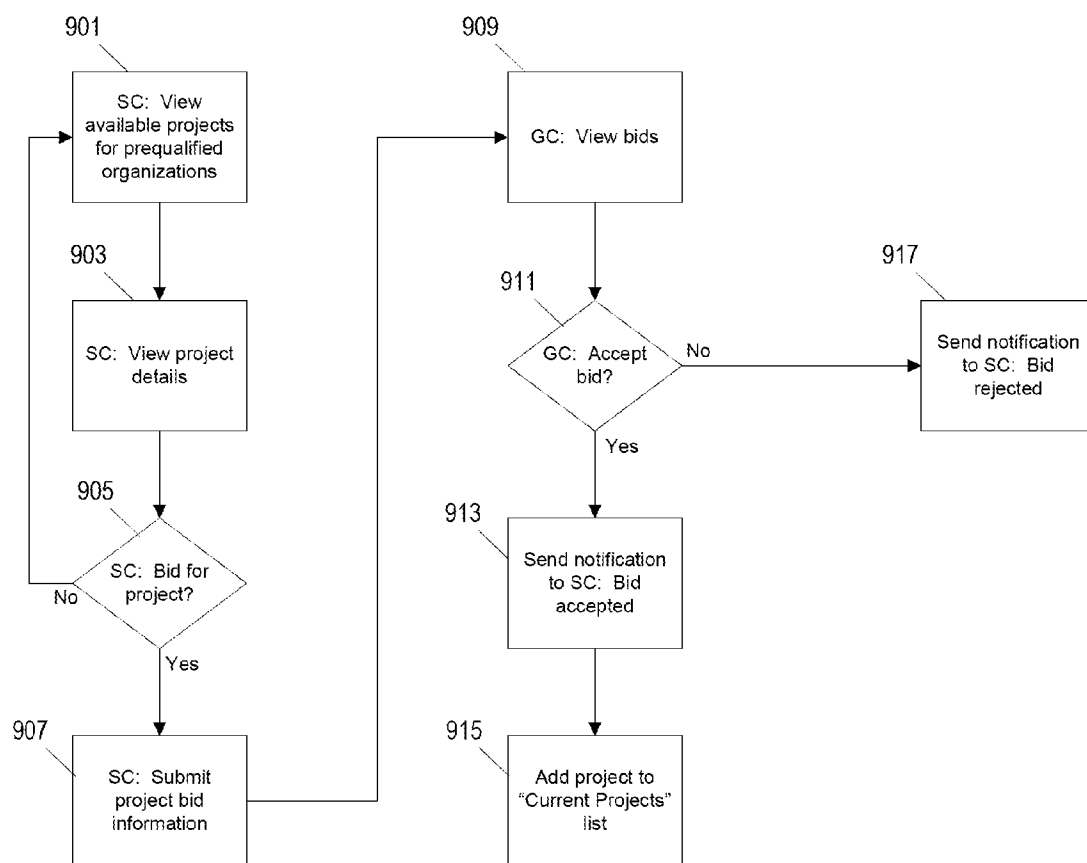 901
SC: View
available projects
for prequalified
organizations
903
SC: View project
details
905
SC: Bid for
project?
No
Yes
907
SC: Submit
project bid
information
909
GC: View bids
911
GC: Accept
bid?
No
Yes
917
Send notification
to SC: Bid
rejected
913
Send notification
to SC: Bid
accepted
915
Add project to
“Current Projects”
list